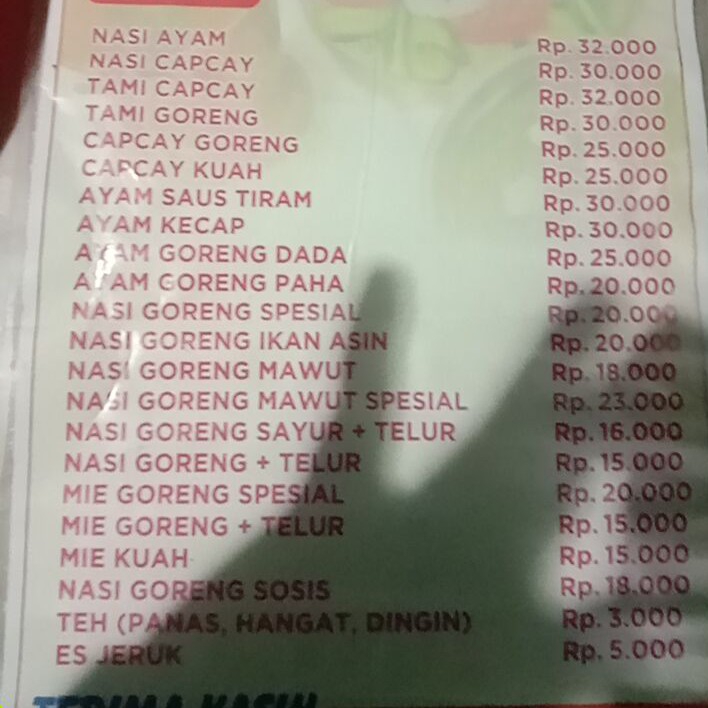 NASI AYAM Rp. 32.000
NASI CAPCAY Rp. 30.000
TAMI CAPCAY Rp. 32.000
TAMI GORENG Rp. 30.000
CAPCAY GORENG Rp. 25.000
CAPCAY KUAH Rp. 25.000
AYAM SAUS TIRAM Rp. 30.000
AYAM KECAP Rp. 30.000
AYAM GORENG DADA Rp. 25.000
AYAM GORENG PAHA Rp. 20.000
NASI GORENG SPESIAL Rp. 20.000
NASI GORENG IKAN ASIN Rp. 20.000
NASI GORENG MAWUT Rp. 18.000
NASI GORENG MAWUT SPESIAL Rp. 23.000
NASI GORENG SAYUR + TELUR Rp. 16.000
NASI GORENG + TELUR Rp. 15.000
MIE GORENG SPESIAL Rp. 20.000
MIE GORENG + TELUR Rp. 15.000
MIE KUAH Rp. 15.000
NASI GORENG SOSIS Rp. 18.000
TEH (PANAS, HANGAT, DINGIN) Rp. 3.000
ES JERUK Rp. 5.000
TERIMA KASIH